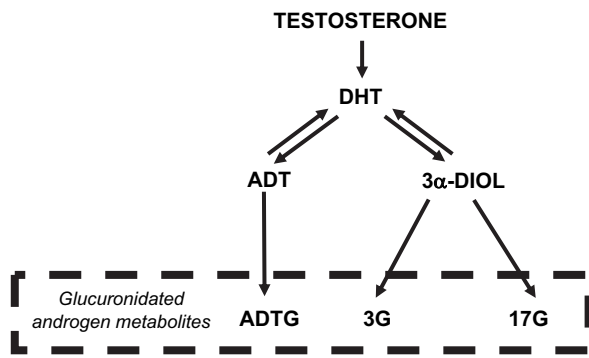 TESTOSTERONE
DHT
ADT 3α-DIOL
Glucuronidated
androgen metabolites ADTG 3G 17G